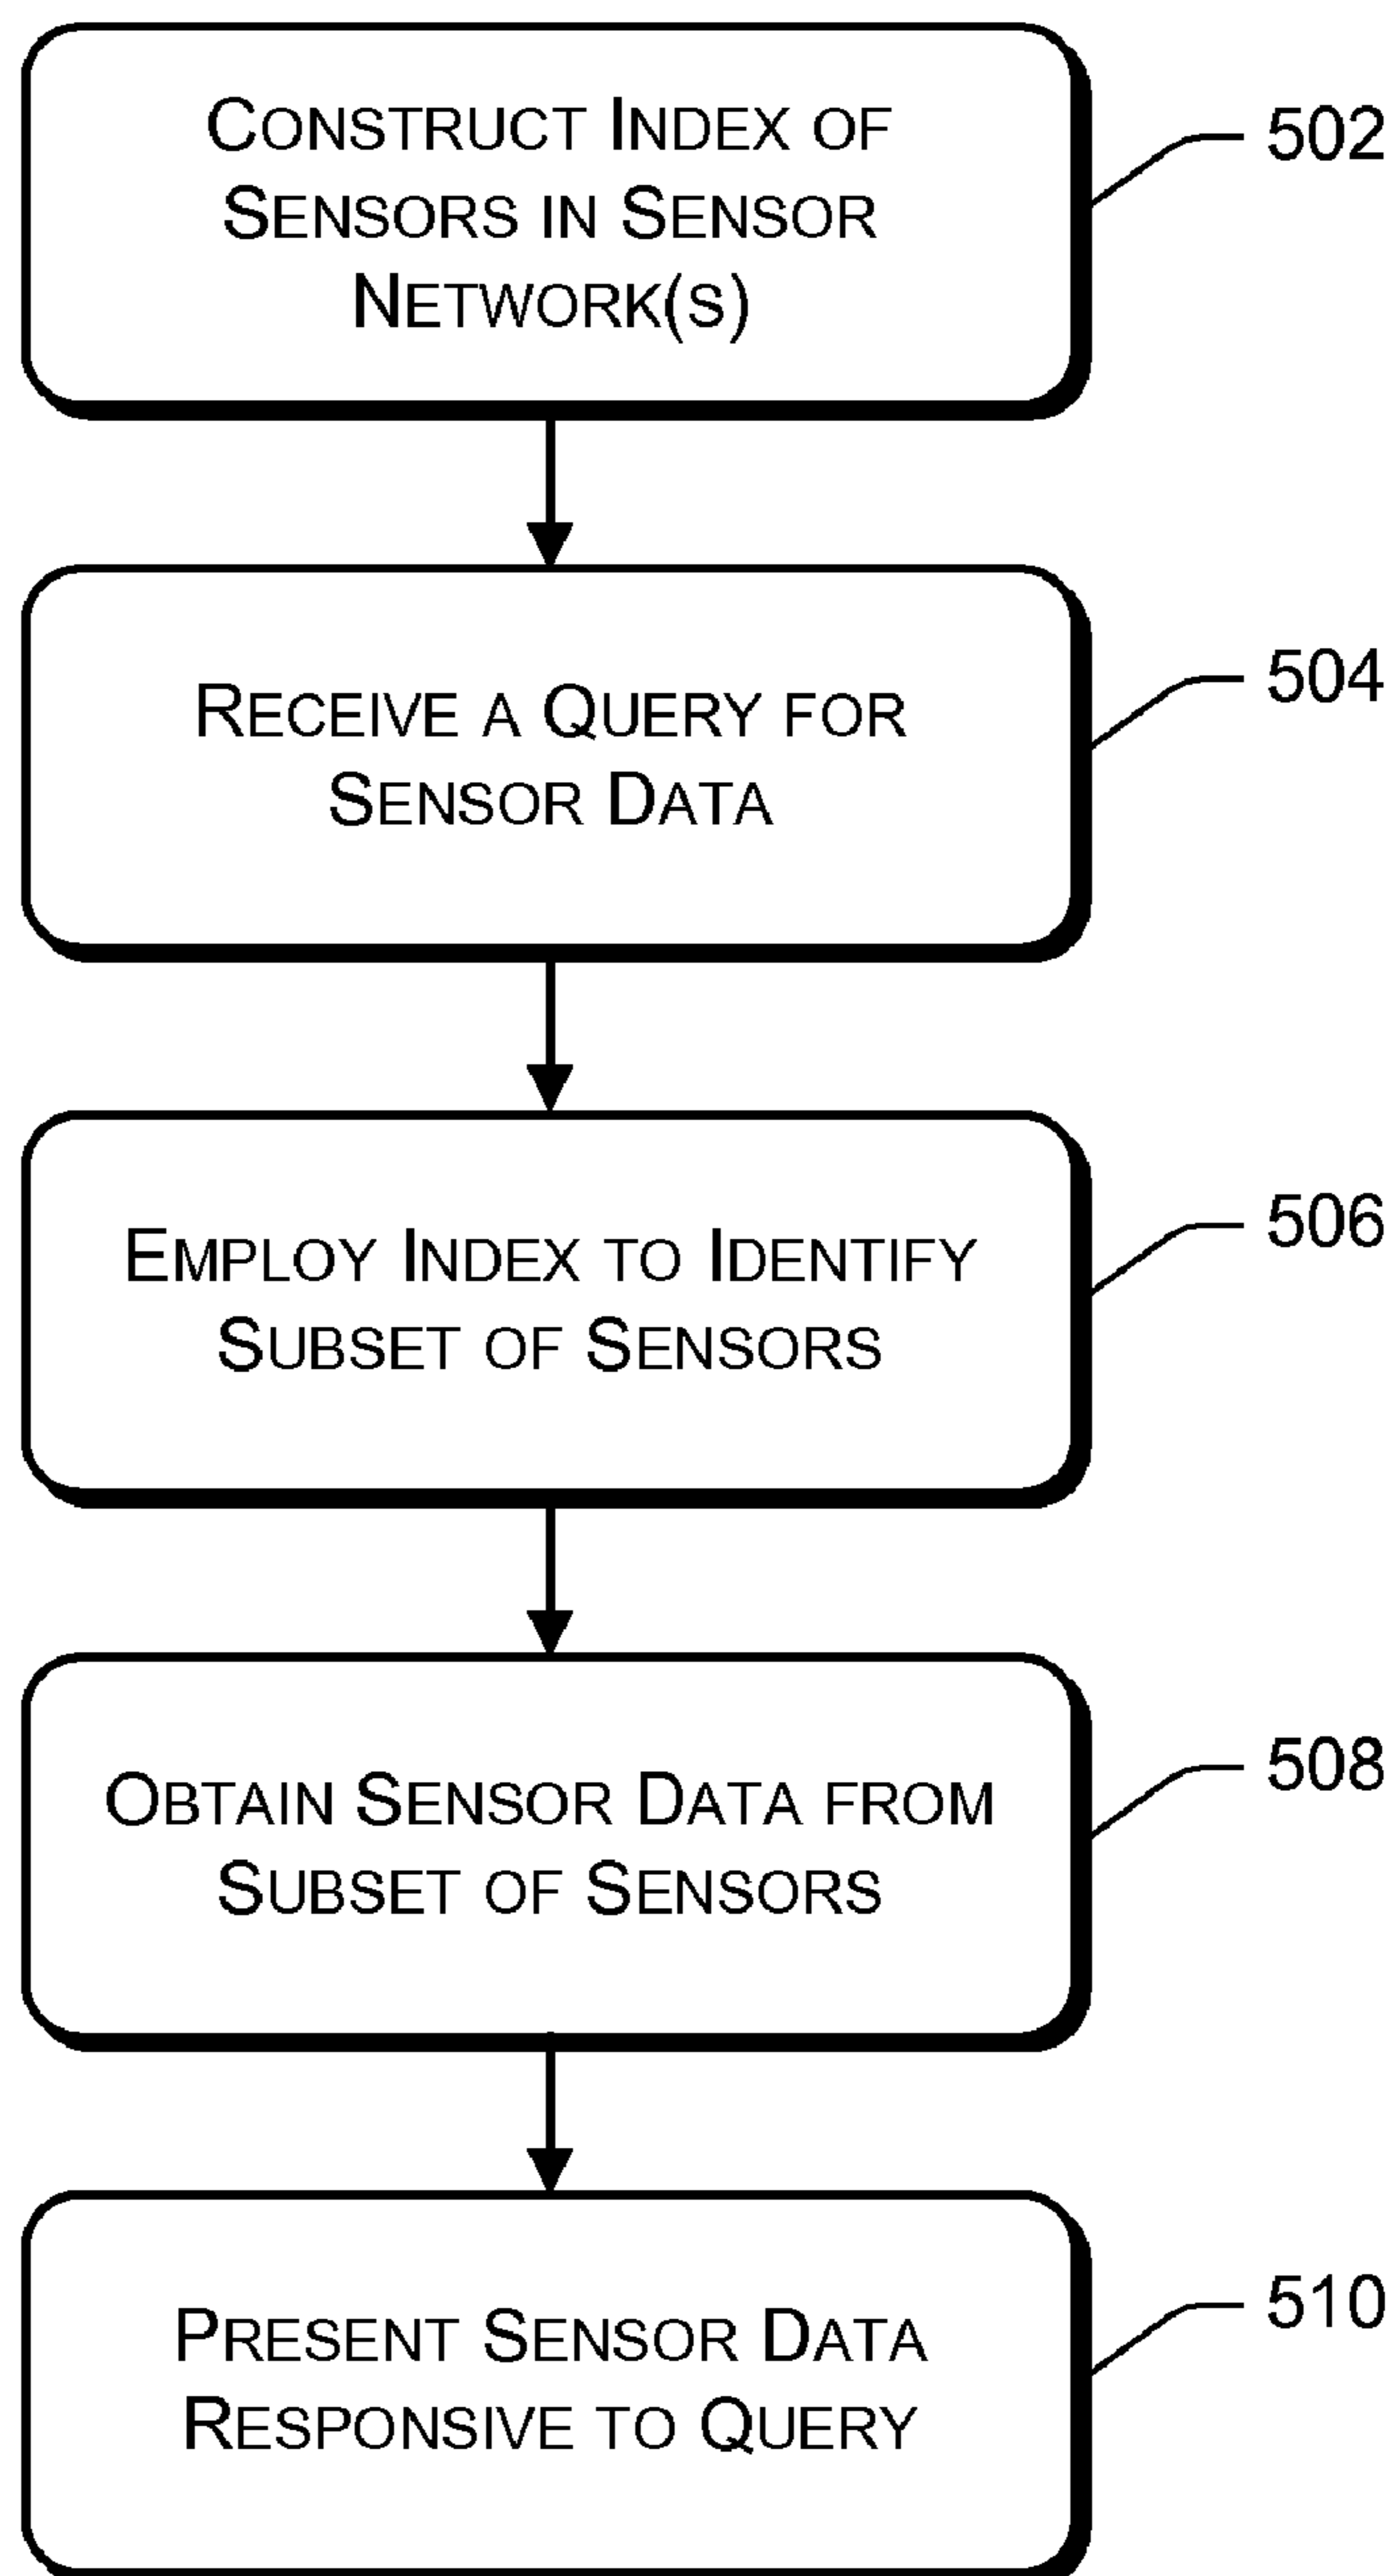 CONSTRUCT INDEX OF
SENSORS IN SENSOR
NETWORK(S)
502
RECEIVE A QUERY FOR
SENSOR DATA
504
EMPLOY INDEX TO IDENTIFY
SUBSET OF SENSORS
506
OBTAIN SENSOR DATA FROM
SUBSET OF SENSORS
508
PRESENT SENSOR DATA
RESPONSIVE TO QUERY
510